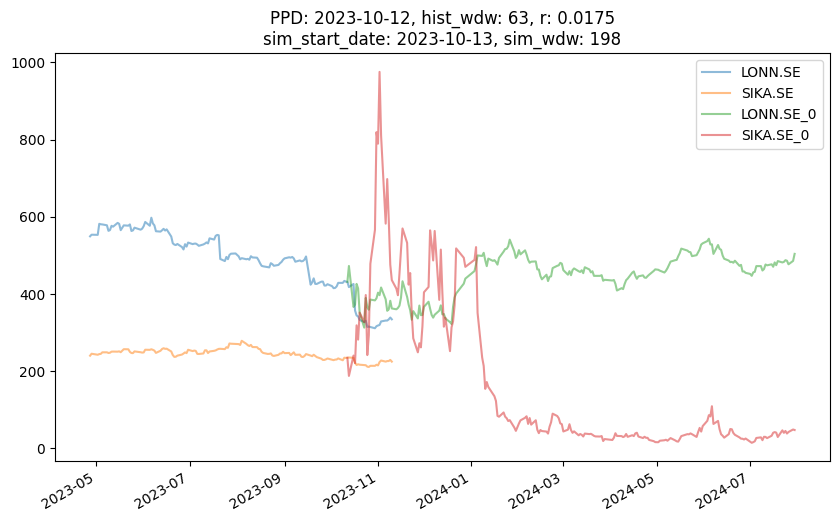 PPD: 2023-10-12, hist_wdw: 63, r: 0.0175
sim_start_date: 2023-10-13, sim_wdw: 198
LONN.SE
SIKA.SE
LONN.SE_0
SIKA.SE_0
1000
800
600
400
200
0
2023-05
2023-07
2023-09
2023-11
2024-01
2024-03
2024-05
2024-07